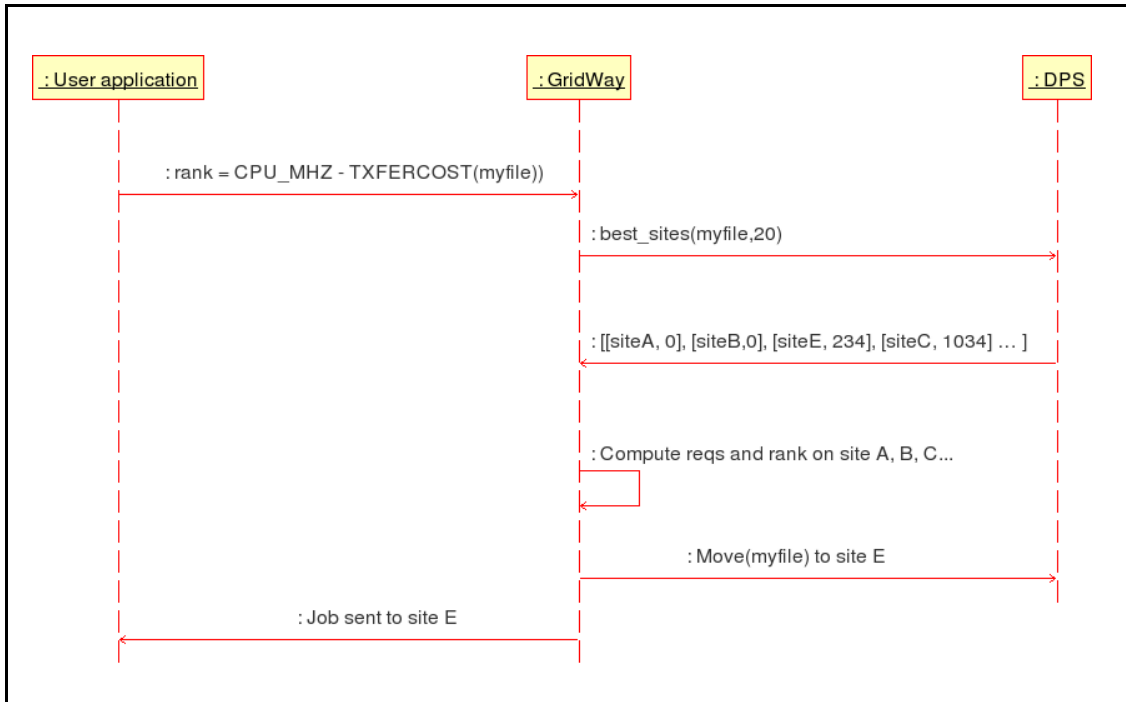 : User application
: GridWay
: DPS
: rank = CPU_MHZ - TXFERCOST(myfile))
: best_sites(myfile,20)
: [[siteA, 0], [siteB,0], [siteE, 234], [siteC, 1034] ... ]
: Compute reqs and rank on site A, B, C...
: Move(myfile) to site E
: Job sent to site E